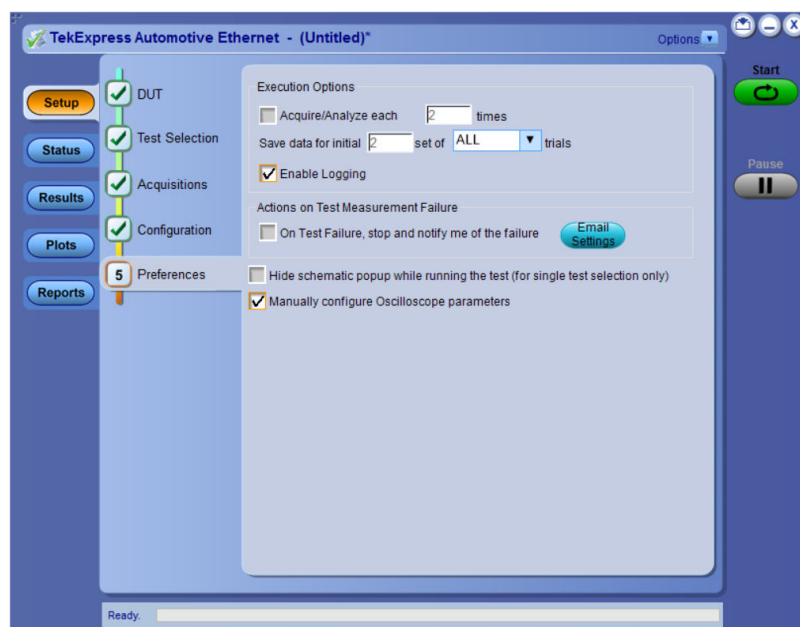 TekExpress Automotive Ethernet - (Untitled)*
Options
Start
Pause
Setup
Status
Results
Plots
Reports
DUT
Test Selection
Acquisitions
Configuration
5 Preferences
Execution Options
Acquire/Analyze each 2 times
Save data for initial 2 set of ALL trials
Enable Logging
Actions on Test Measurement Failure
On Test Failure, stop and notify me of the failure
Email
Settings
Hide schematic popup while running the test (for single test selection only)
Manually configure Oscilloscope parameters
Ready.